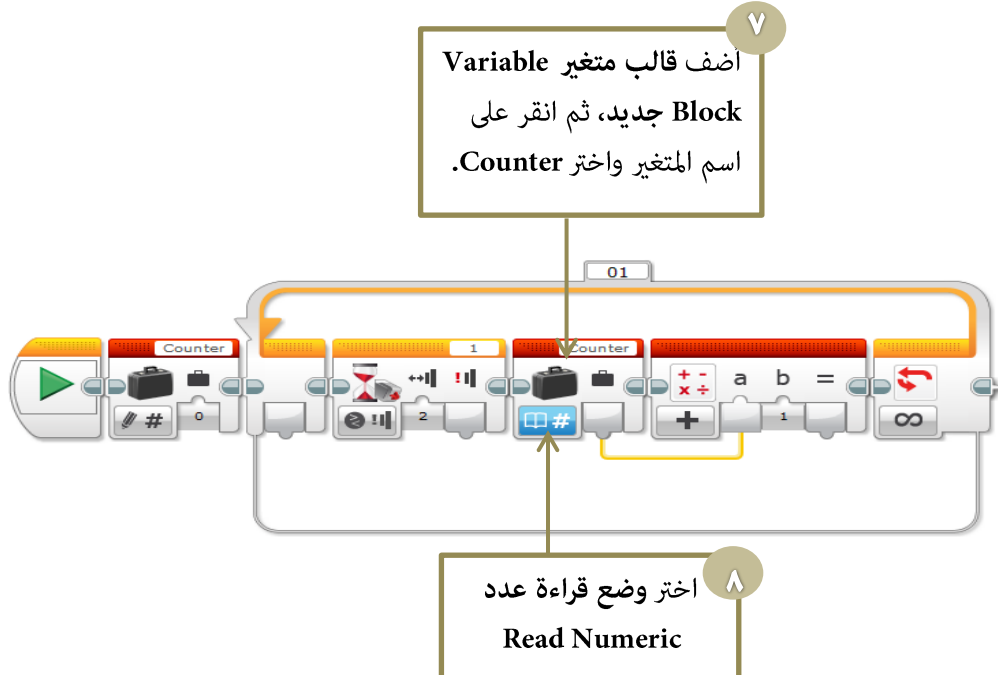 ٧
أضف قالب متغير Variable
Block جديد، ثم انقر على
اسم المتغير واختر Counter.
01
Counter
1
Counter
a b =
#
0
2
#
1
∞
٨
اختر وضع قراءة عدد
Read Numeric